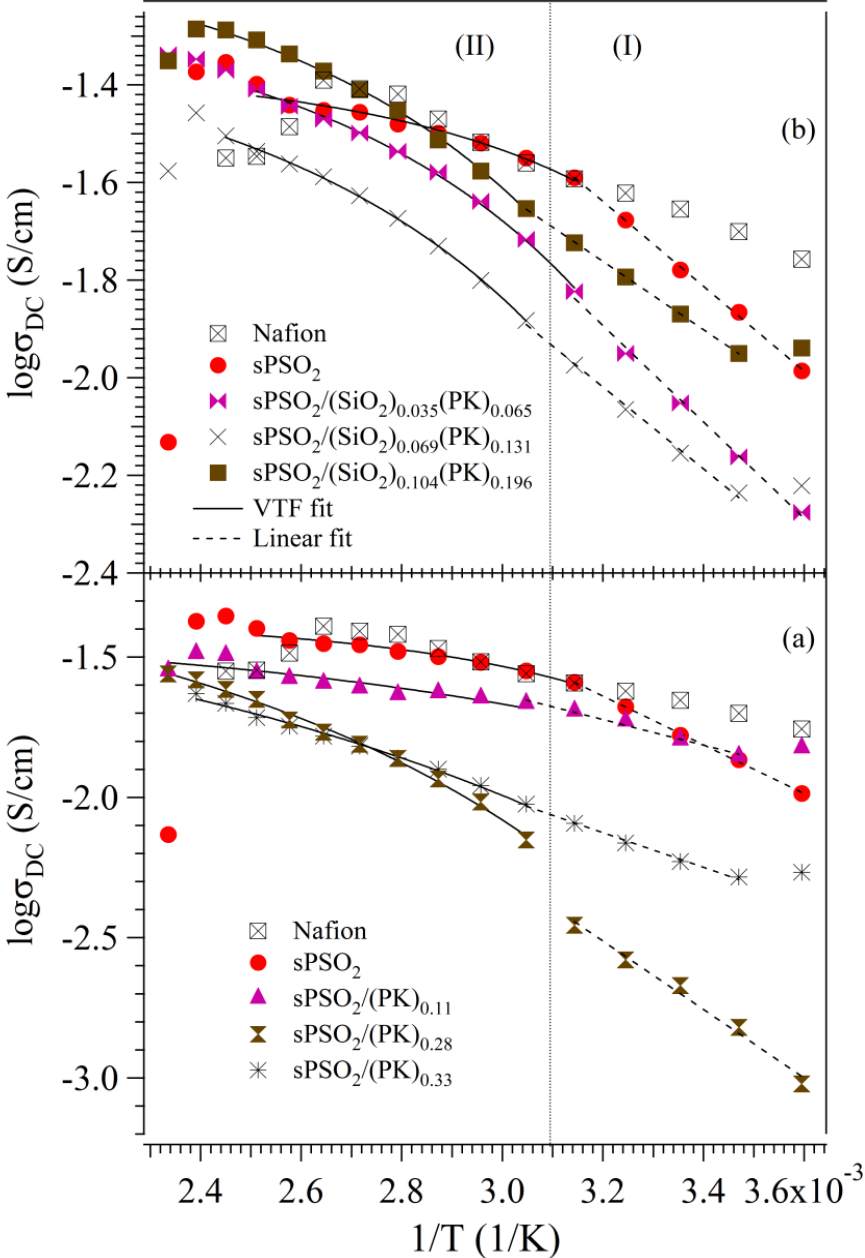 (II)
(I)
(b)
-1.4
-1.6
-1.8
-2.0
-2.2
-2.4
logσDC (S/cm)
Nafion
sPSO2
sPSO2/(SiO2)0.035(PK)0.065
sPSO2/(SiO2)0.069(PK)0.131
sPSO2/(SiO2)0.104(PK)0.196
VTF fit
Linear fit
(a)
-1.5
-2.0
-2.5
-3.0
logσDC (S/cm)
Nafion
sPSO2
sPSO2/(PK)0.11
sPSO2/(PK)0.28
sPSO2/(PK)0.33
2.4 2.6 2.8 3.0 3.2 3.4 3.6x10-3
1/T (1/K)